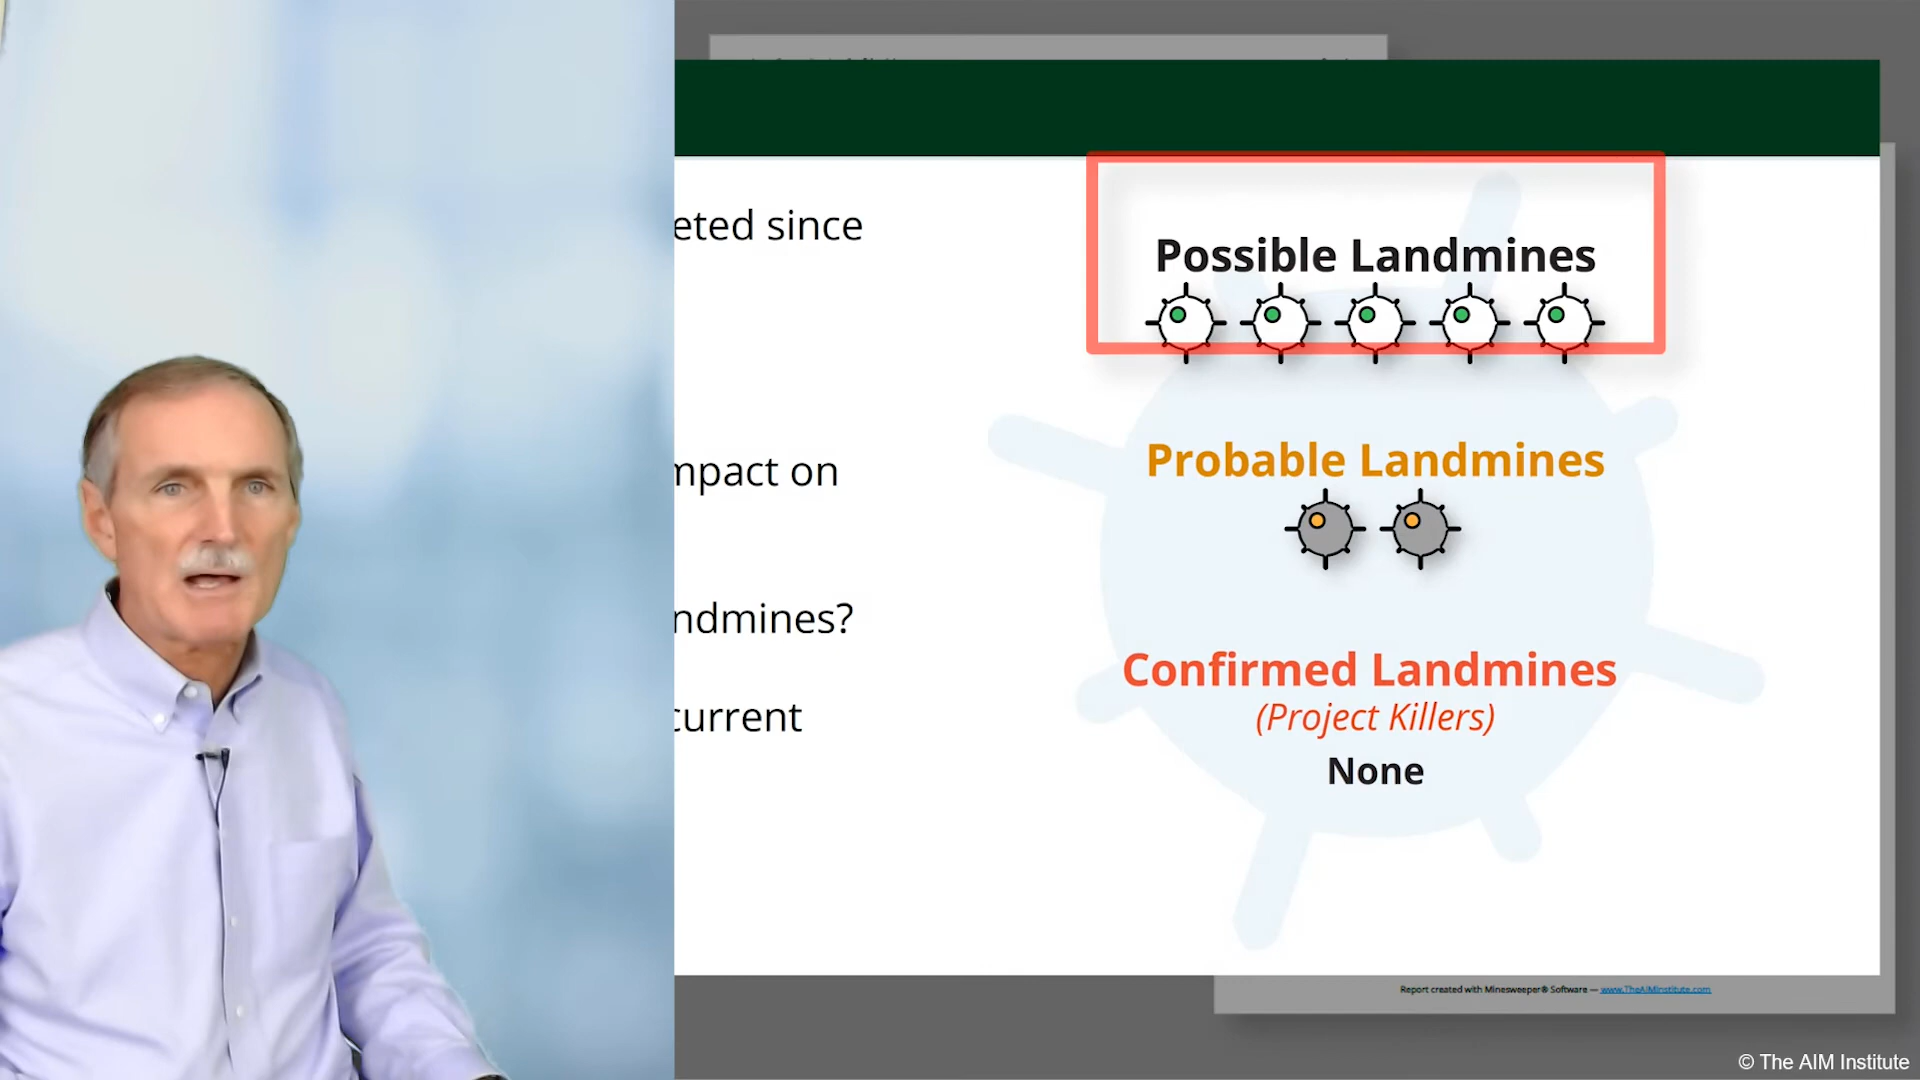 eted since
mpact on
ndmines?
current
Possible Landmines
Probable Landmines
Confirmed Landmines
(Project Killers)
None
Report created with Minesweeper® Software — www.TheAIMInstitute.com
© The AIM Institute